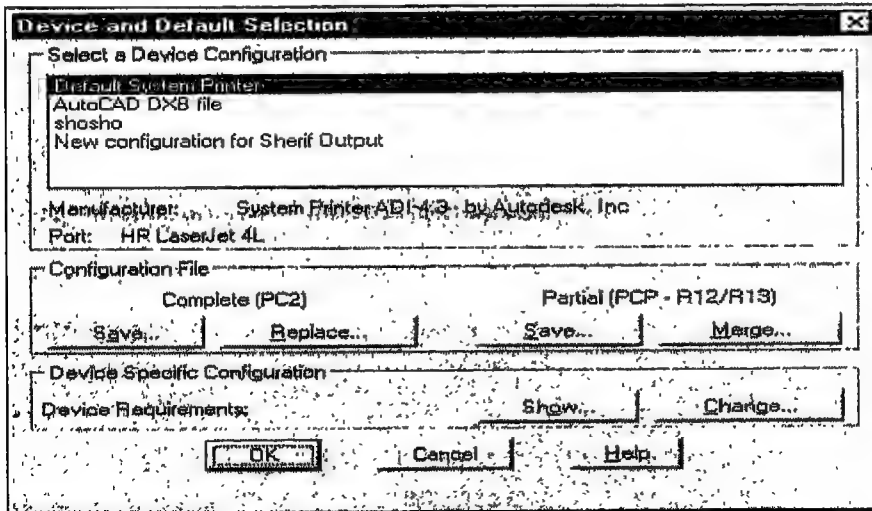 Device and Default Selection
Select a Device Configuration
Default System Printer
AutoCAD DXB file
shosho
New configuration for Sherif Output
Manufacturer: System Printer ADI 4.3 - by Autodesk, Inc
Port: HP LaserJet 4L
Configuration File
Complete (PC2) Partial (PCP - R12/R13)
Save... Replace... Save... Merge...
Device Specific Configuration
Device Requirements: Show... Change...
OK Cancel Help